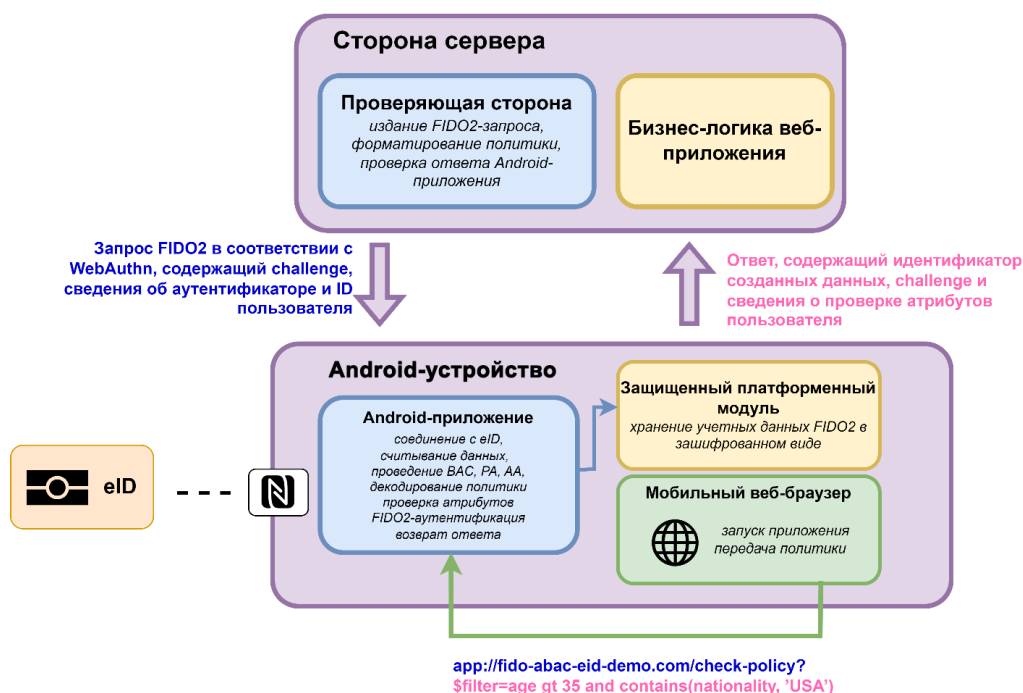 Сторона сервера
Проверяющая сторона
издание FIDO2-запроса,
форматирование политики,
проверка ответа Android-
приложения
Бизнес-логика веб-
приложения
Запрос FIDO2 в соответствии с
WebAuthn, содержащий challenge,
сведения об аутентификаторе и ID
пользователя
Ответ, содержащий идентификатор
созданных данных, challenge и
сведения о проверке атрибутов
пользователя
Android-устройство
Android-приложение
соединение с eID,
считывание данных,
проведение BAC, PA, AA,
декодирование политики
проверка атрибутов
FIDO2-аутентификация
возврат ответа
Защищенный платформенный
модуль
хранение учетных данных FIDO2 в
зашифрованном виде
Мобильный веб-браузер
запуск приложения
передача политики
eID
app://fido-abac-eid-demo.com/check-policy?
$filter=age gt 35 and contains(nationality, ’USA’)